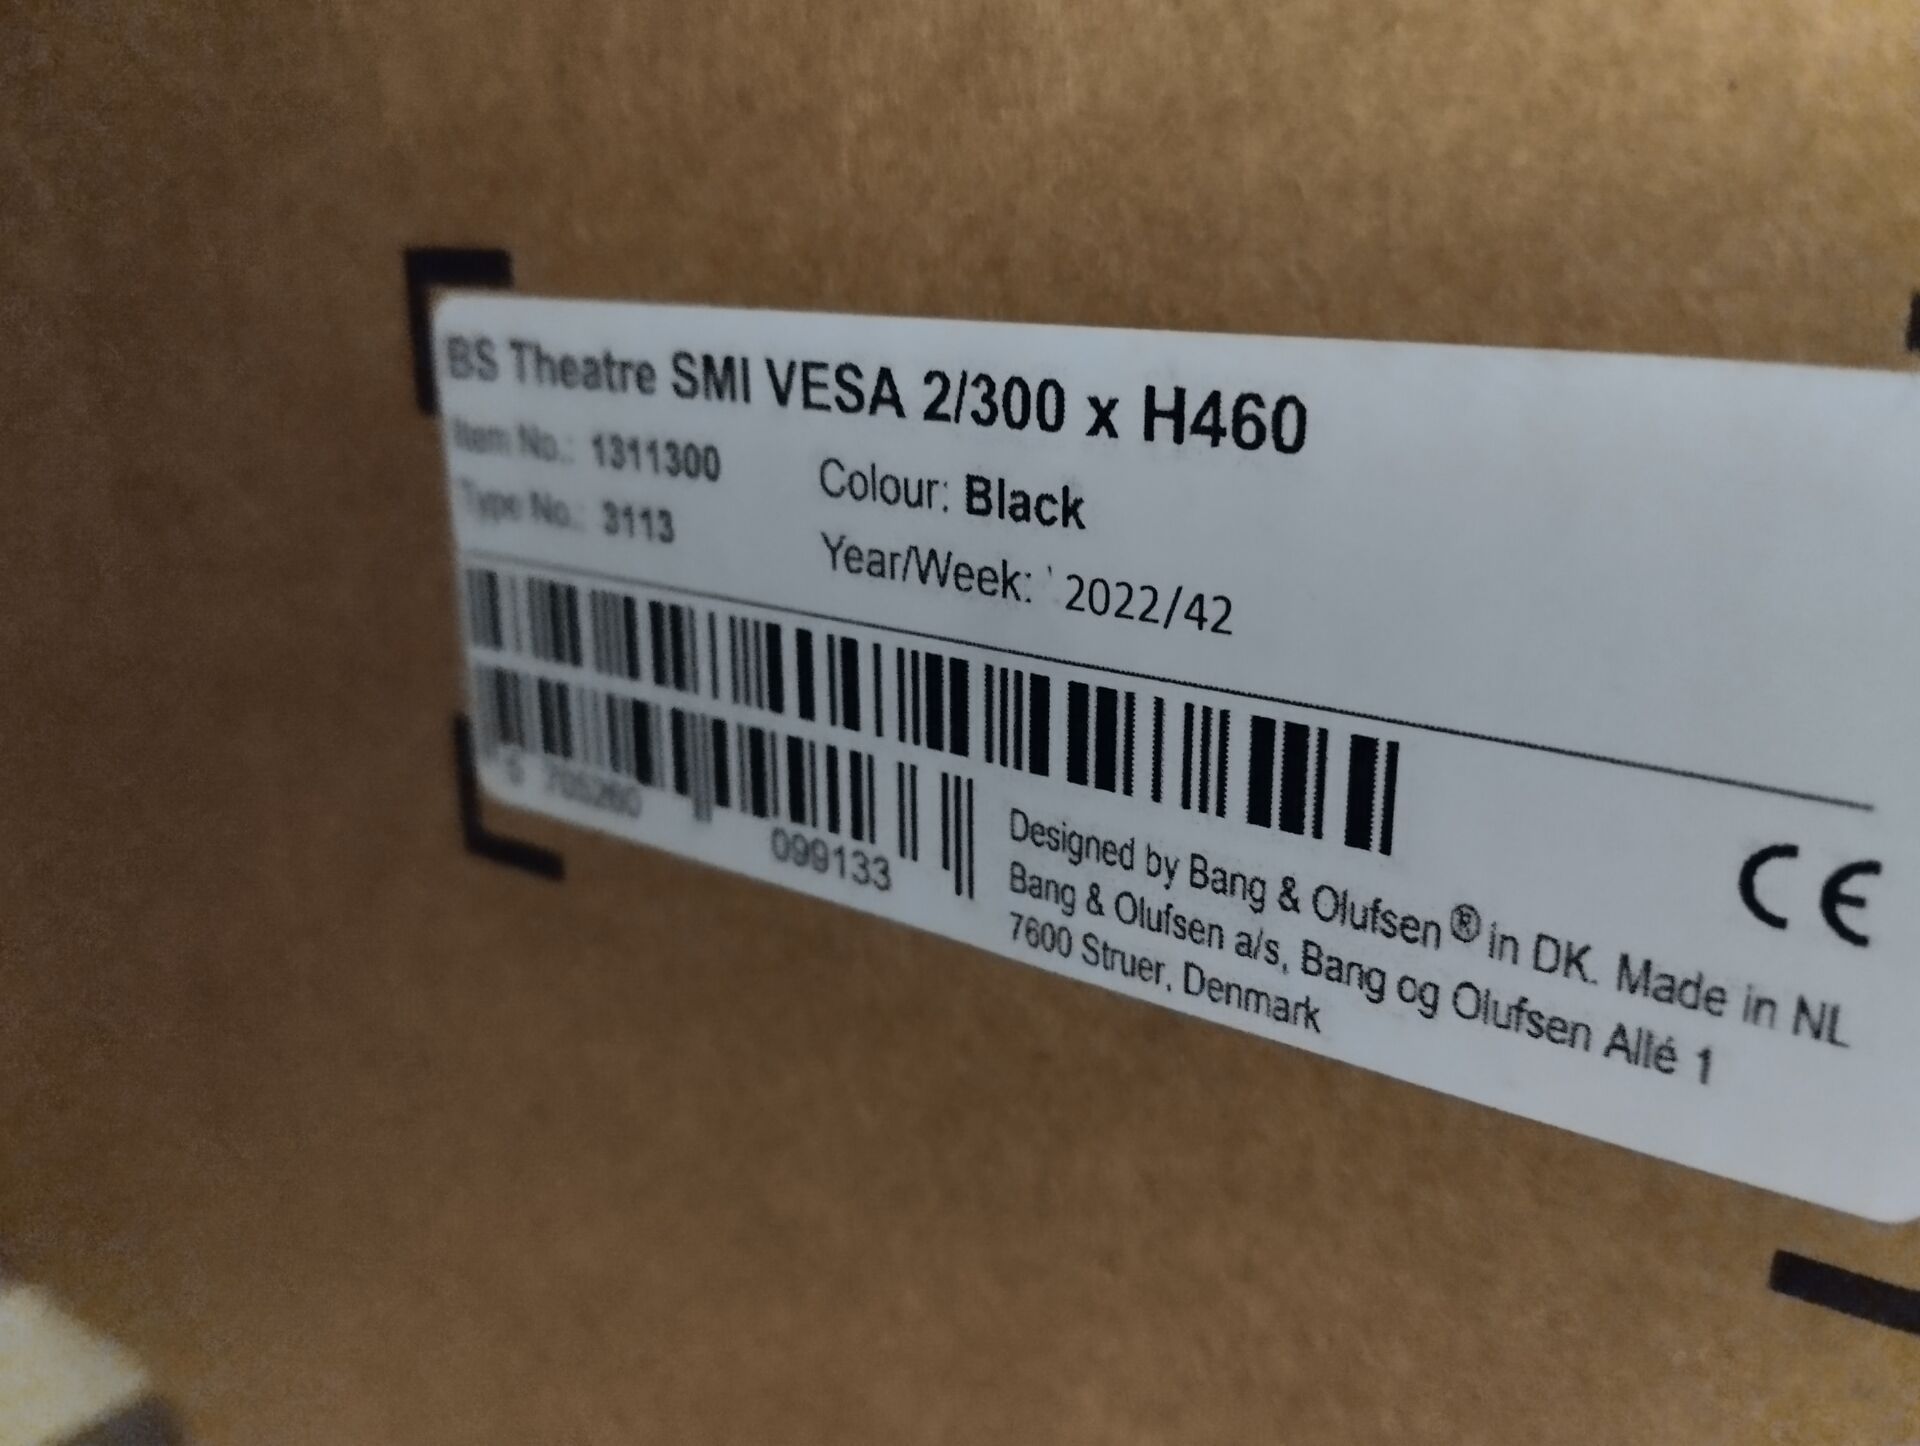 BS Theatre SMI VESA 2/300 x H460
Item No.: 1311300
Colour: Black
Type No.: 3113
Year/Week: 2022/42
5 705260 099133
Designed by Bang & Olufsen ® in DK. Made in NL
Bang & Olufsen a/s, Bang og Olufsen Allé 1
7600 Struer, Denmark
CE